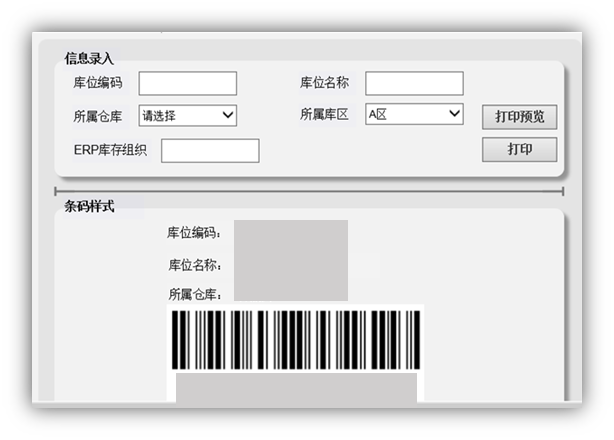 信息录入
库位编码 库位名称
所属仓库 请选择 所属库区 A区 打印预览
ERP库存组织 打印
条码样式
库位编码：
库位名称：
所属仓库：